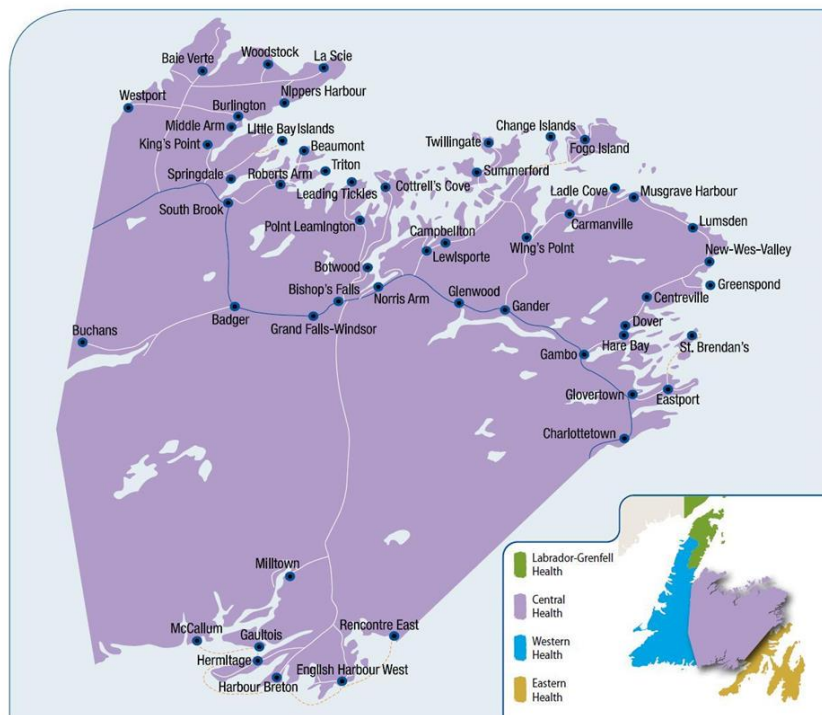 Woodstock
La Scie
Baie Verte
Westport
Nippers Harbour
Burlington
Middle Arm
Little Bay Islands
King's Point
Beaumont
Twillingate
Change Islands
Fogo Island
Springdale
Roberts Arm
Triton
Summerford
Leading Tickles
Cottrell's Cove
Ladle Cove
Musgrave Harbour
South Brook
Point Leamington
Campbellton
Carmanville
Lumsden
Lewisporte
Wing's Point
New-Wes-Valley
Botwood
Greenspond
Bishop's Falls
Norris Arm
Glenwood
Gander
Centreville
Badger
Grand Falls-Windsor
Dover
Buchans
Hare Bay
St. Brendan's
Gambo
Glovertown
Eastport
Charlottetown
Milltown
McCallum
Gaultois
Rencontre East
Hermitage
English Harbour West
Harbour Breton
Labrador-Grenfell
Health
Central
Health
Western
Health
Eastern
Health